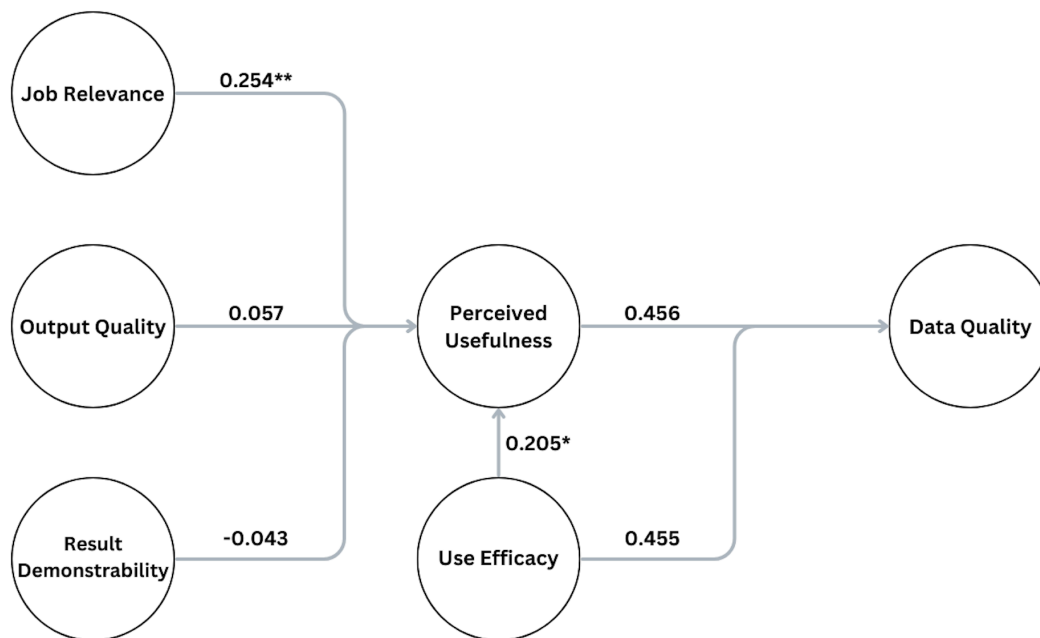 0.254**
Job Relevance
Output Quality
0.057
Perceived
Usefulness
0.456
Data Quality
0.205*
Result
Demonstrability
-0.043
Use Efficacy
0.455